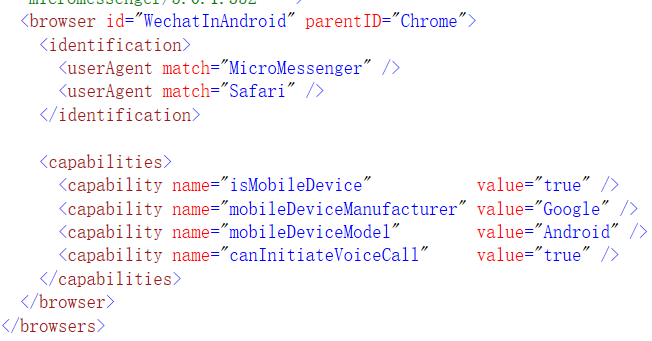 <browser id="WechatInAndroid" parentID="Chrome">
<identification>
<userAgent match="MicroMessenger" />
<userAgent match="Safari" />
</identification>
<capabilities>
<capability name="isMobileDevice" value="true" />
<capability name="mobileDeviceManufacturer" value="Google" />
<capability name="mobileDeviceModel" value="Android" />
<capability name="canInitiateVoiceCall" value="true" />
</capabilities>
</browser>
</browsers>